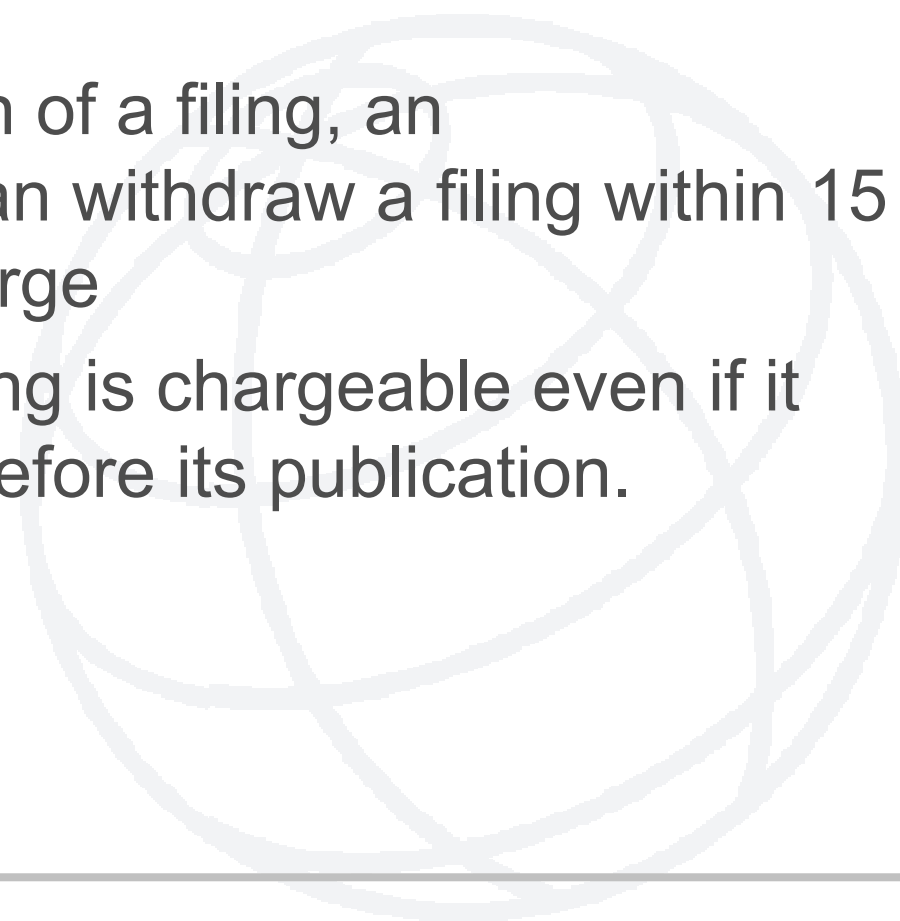 n of a filing, an
an withdraw a filing within 15
rge
ng is chargeable even if it
efore its publication.